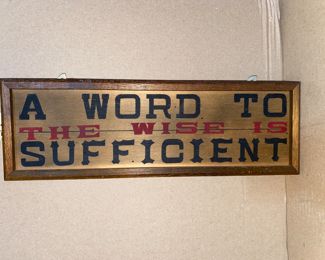 A WORD TO
THE WISE IS
SUFFICIENT